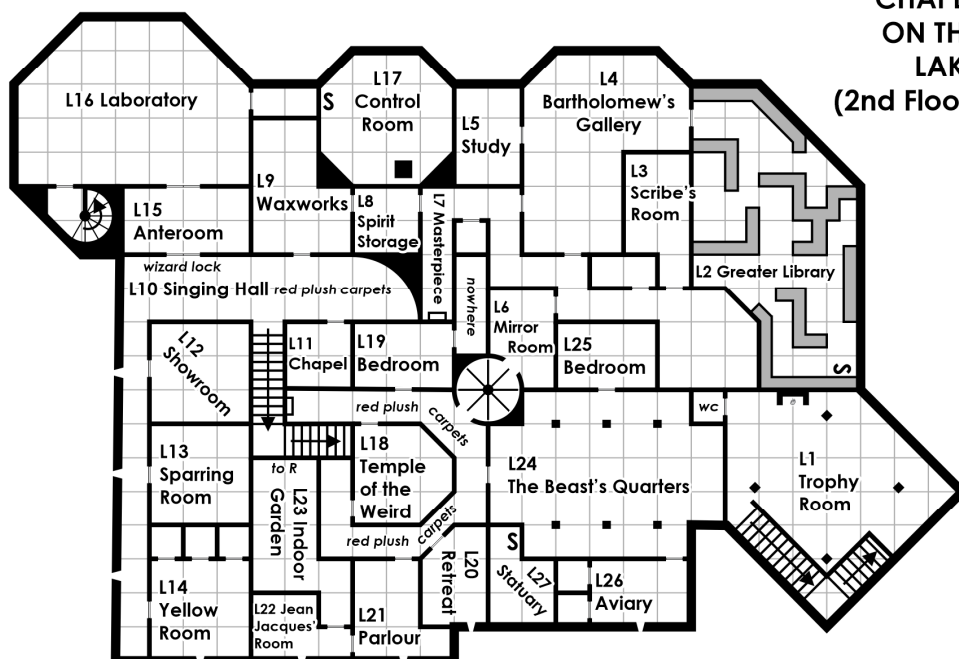 CHAPE
ON TH
LAK
(2nd Floo
L16 Laboratory
S
L17
Control
Room
L5
Study
L4
Bartholomew's
Gallery
L3
Scribe's
Room
L9
Waxworks
L8
Spirit
Storage
L7 Masterpiece
L15
Anteroom
wizard lock
L10 Singing Hall
red plush carpets
nowhere
L2 Greater Library
S
L6
Mirror
Room
L12
Showroom
L11
Chapel
L19
Bedroom
L25
Bedroom
red plush
carpets
wc
L13
Sparring
Room
to R
L18
Temple
of the
Weird
L24
The Beast's Quarters
L1
Trophy
Room
L23 Indoor
Garden
red plush
carpets
S
L20
Retreat
L27
Statuary
L26
Aviary
L14
Yellow
Room
L22 Jean
Jacques'
Room
L21
Parlour